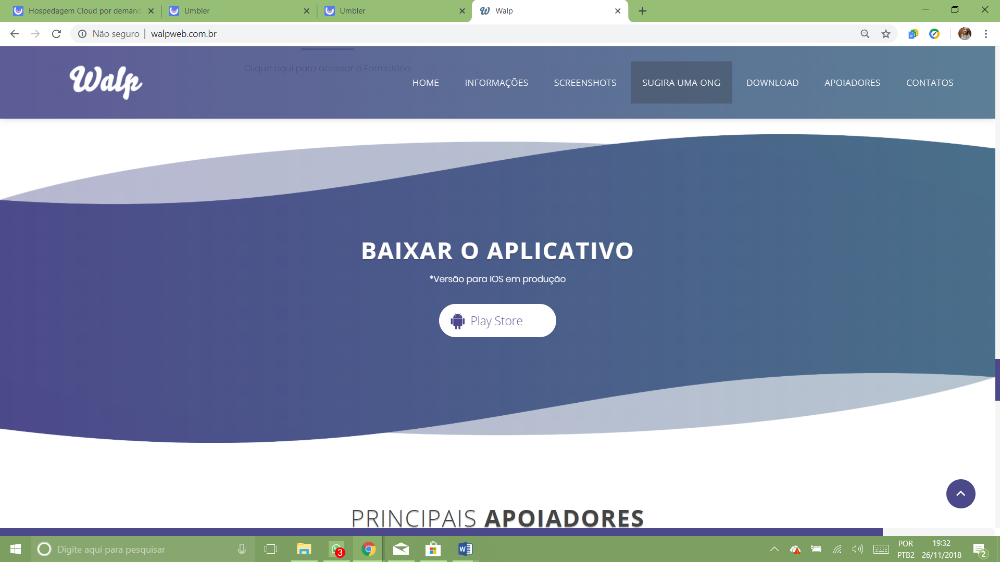 Hospedagem Cloud por demand
Umbler
Umbler
Walp
Não seguro
walpweb.com.br
Walp
Clique aqui para acessar o Formulário
HOME
INFORMAÇÕES
SCREENSHOTS
SUGIRA UMA ONG
DOWNLOAD
APOIADORES
CONTATOS
BAIXAR O APLICATIVO
*Versão para IOS em produção
Play Store
PRINCIPAIS APOIADORES
Digite aqui para pesquisar
3
POR
PTB2
19:32
26/11/2018
2